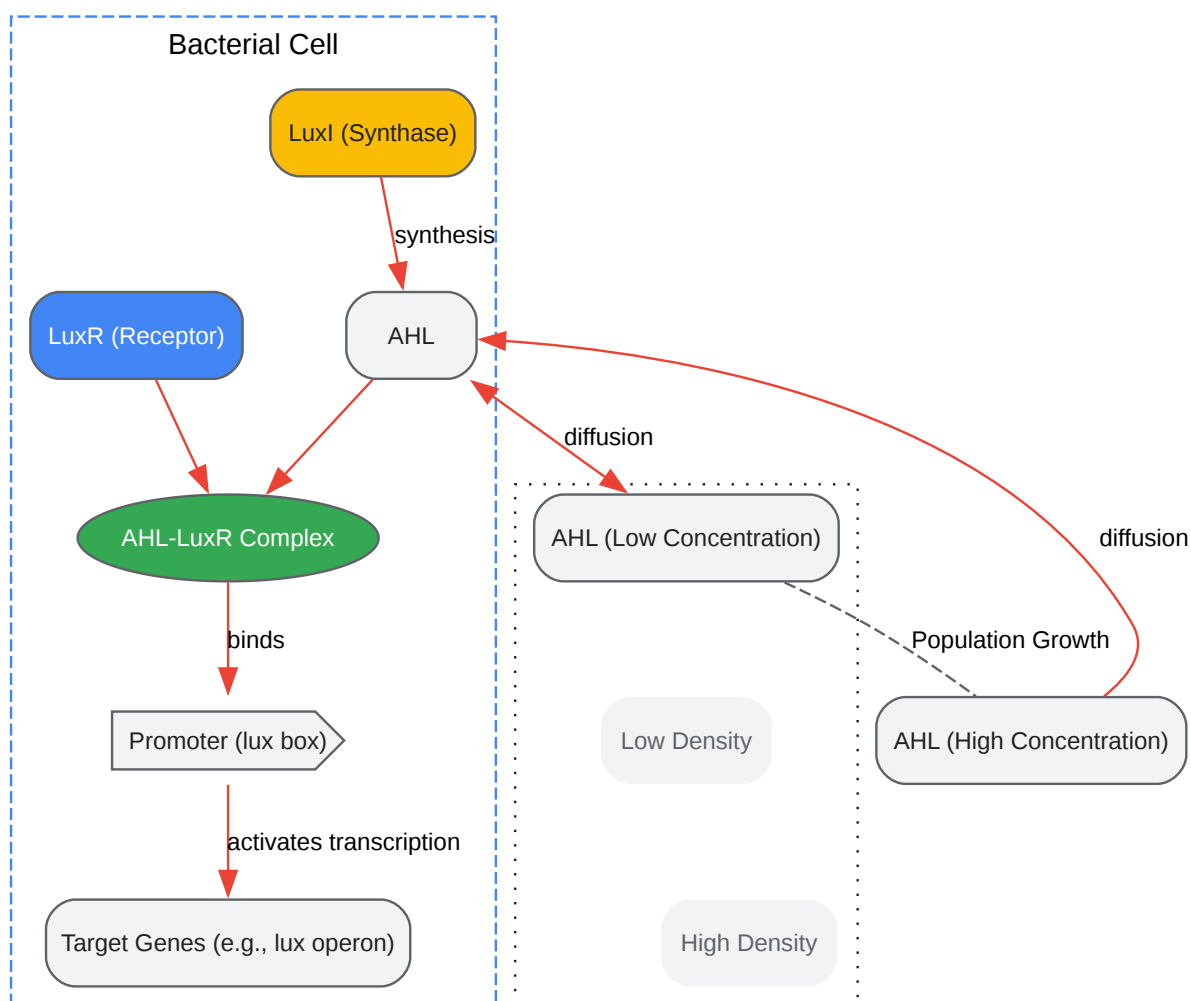 Bacterial Cell
LuxI (Synthase)
synthesis
LuxR (Receptor)
AHL
diffusion
AHL-LuxR Complex
AHL (Low Concentration)
diffusion
binds
Population Growth
Promoter (lux box)
Low Density
AHL (High Concentration)
activates transcription
Target Genes (e.g., lux operon)
High Density